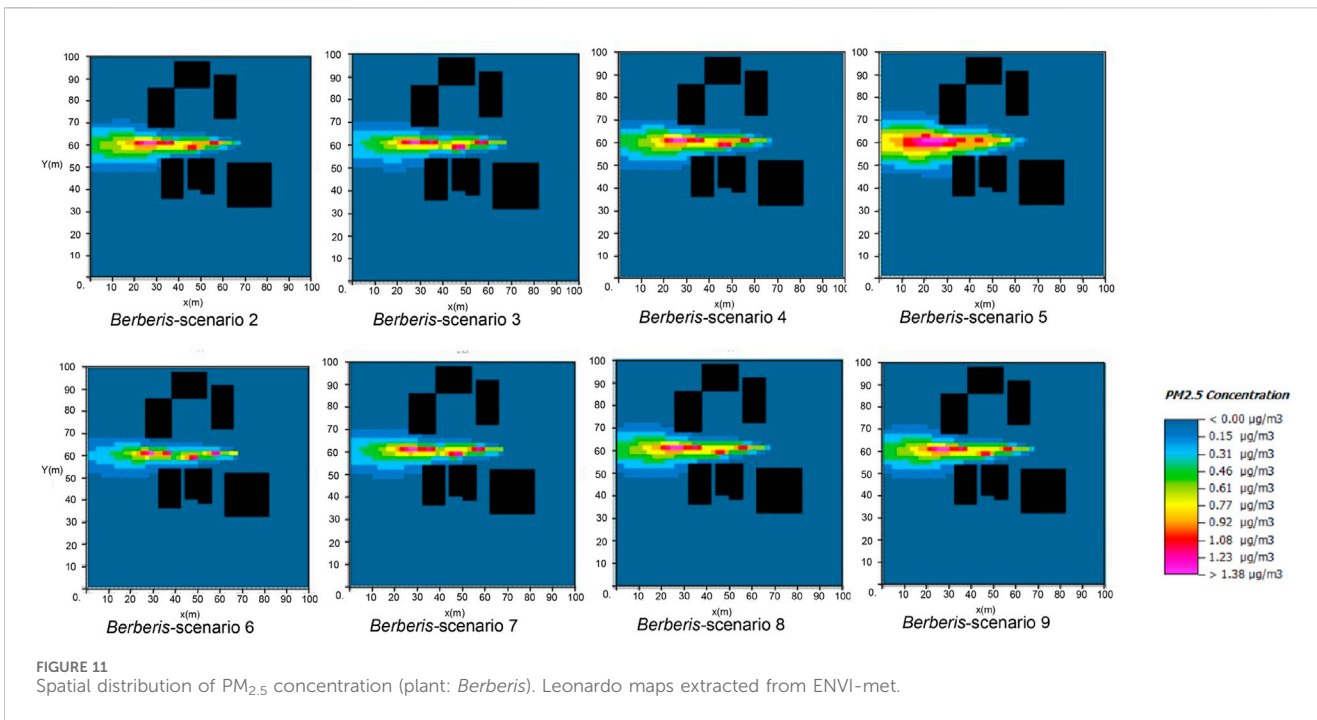 100
90
80
70
60
Y(m)
50
40
30
20
10
0.
10 20 30 40 50 60 70 80 90 100
x(m)
Berberis-scenario 2
100
90
80
70
60
50
40
30
20
10
0.
10 20 30 40 50 60 70 80 90 100
x(m)
Berberis-scenario 3
100
90
80
70
60
50
40
30
20
10
0.
10 20 30 40 50 60 70 80 90 100
x(m)
Berberis-scenario 4
100
90
80
70
60
50
40
30
20
10
0.
10 20 30 40 50 60 70 80 90 100
x(m)
Berberis-scenario 5
100
90
80
70
60
Y(m)
50
40
30
20
10
0.
10 20 30 40 50 60 70 80 90 100
x(m)
Berberis-scenario 6
100
90
80
70
60
50
40
30
20
10
0.
10 20 30 40 50 60 70 80 90 100
x(m)
Berberis-scenario 7
100
90
80
70
60
50
40
30
20
10
0.
10 20 30 40 50 60 70 80 90 100
x(m)
Berberis-scenario 8
100
90
80
70
60
50
40
30
20
10
0.
10 20 30 40 50 60 70 80 90 100
x(m)
Berberis-scenario 9
PM2.5 Concentration
< 0.00 µg/m3
0.15 µg/m3
0.31 µg/m3
0.46 µg/m3
0.61 µg/m3
0.77 µg/m3
0.92 µg/m3
1.08 µg/m3
1.23 µg/m3
> 1.38 µg/m3
FIGURE 11
Spatial distribution of PM2.5 concentration (plant: Berberis). Leonardo maps extracted from ENVI-met.